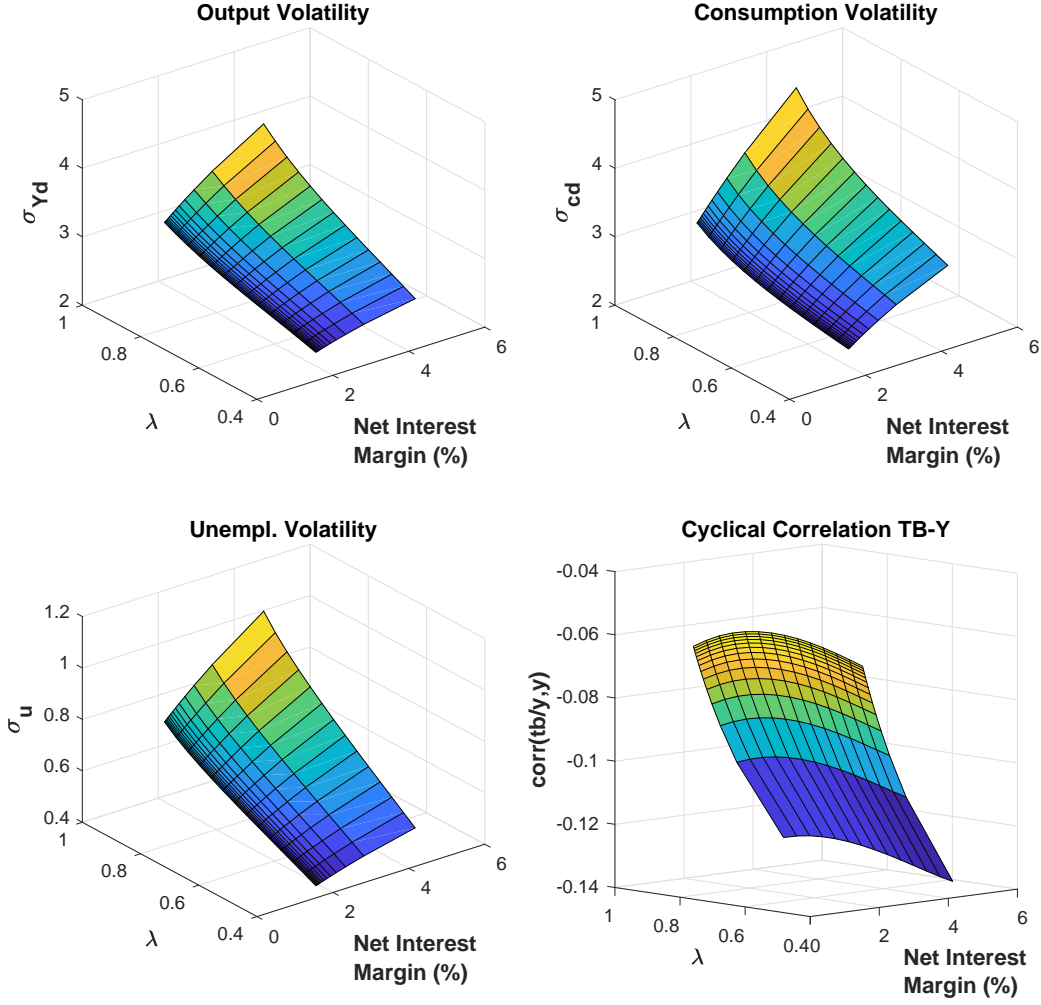 Output Volatility
5
4
3
2
σYd
1
0.8
0.6
0.4
λ
0
2
4
6
Net Interest
Margin (%)
Consumption Volatility
5
4
3
2
σcd
1
0.8
0.6
0.4
λ
0
2
4
6
Net Interest
Margin (%)
Unempl. Volatility
1.2
1
0.8
0.6
0.4
σu
1
0.8
0.6
0.4
λ
0
2
4
6
Net Interest
Margin (%)
Cyclical Correlation TB-Y
-0.04
-0.06
-0.08
-0.1
-0.12
-0.14
corr(tb/y,y)
1
0.8
0.6
0.4
λ
0
2
4
6
Net Interest
Margin (%)